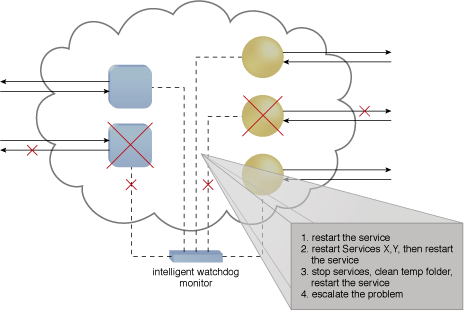 intelligent watchdog
monitor
1. restart the service
2. restart Services X,Y, then restart
the service
3. stop services, clean temp folder,
restart the service
4. escalate the problem